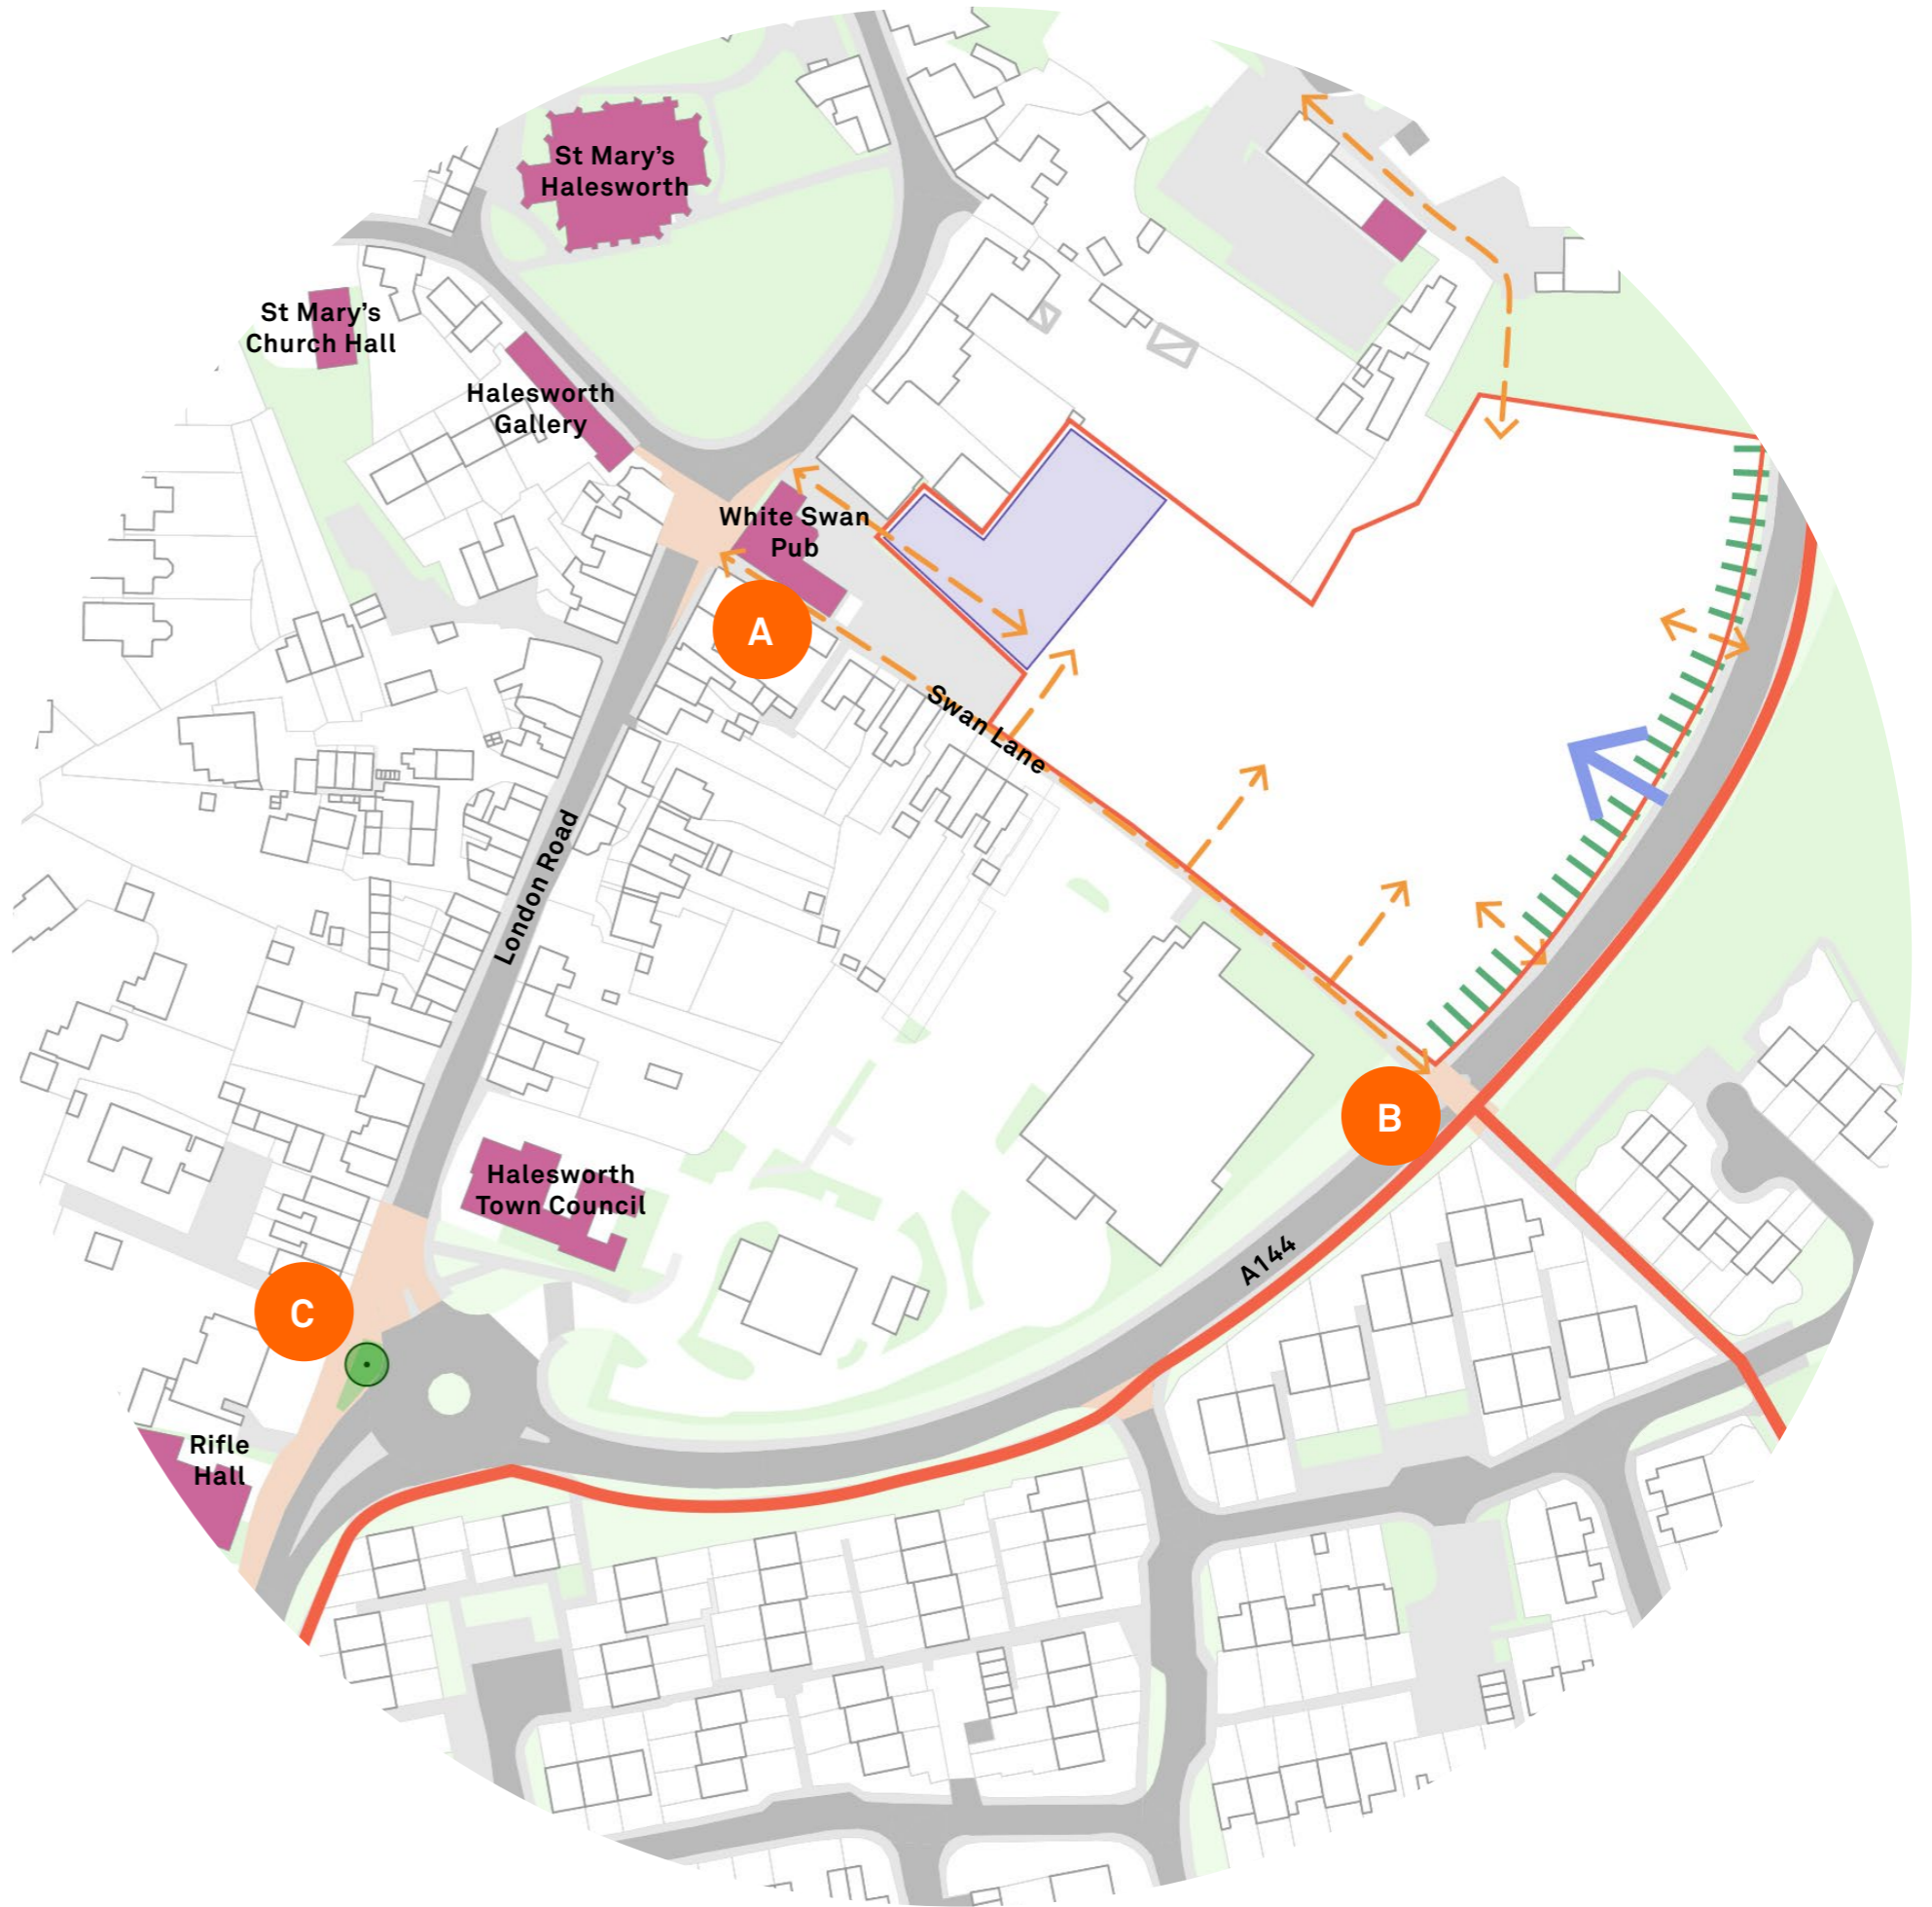 St Mary's
Halesworth
St Mary's
Church Hall
Halesworth
Gallery
White Swan
Pub
A
Swan Lane
London Road
B
Halesworth
Town Council
A144
C
Rifle
Hall